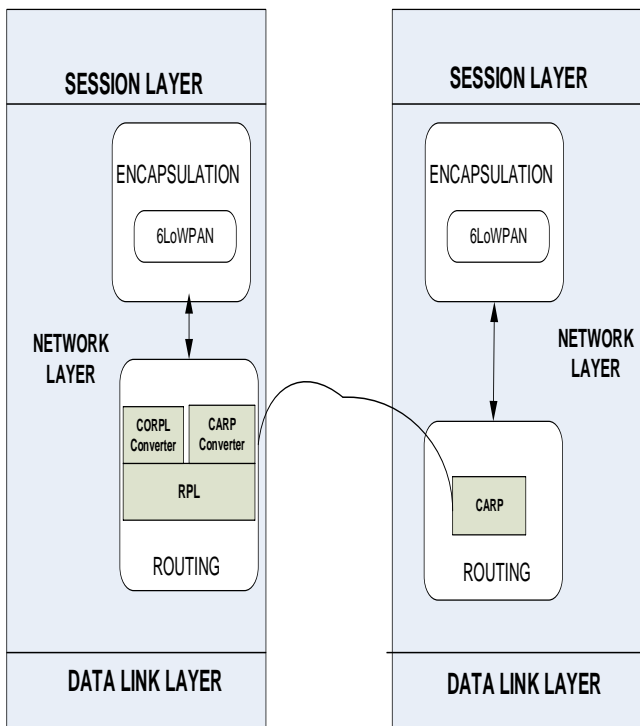 SESSION LAYER
ENCAPSULATION
6LoWPAN
NETWORK
LAYER
CORPL
Converter
CARP
Converter
RPL
ROUTING
DATA LINK LAYER
SESSION LAYER
ENCAPSULATION
6LoWPAN
NETWORK
LAYER
CARP
ROUTING
DATA LINK LAYER